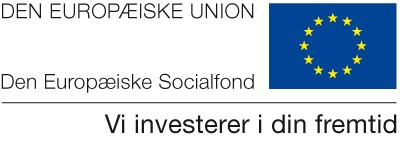 DEN EUROPÆISKE UNION
Den Europæiske Socialfond
Vi investerer i din fremtid